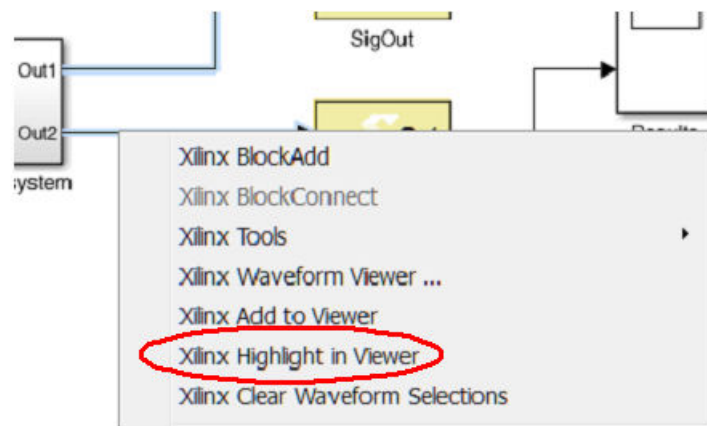 SigOut
Out1
Out2
ystem
Xilinx BlockAdd
Xilinx BlockConnect
Xilinx Tools
Xilinx Waveform Viewer ...
Xilinx Add to Viewer
Xilinx Highlight in Viewer
Xilinx Clear Waveform Selections